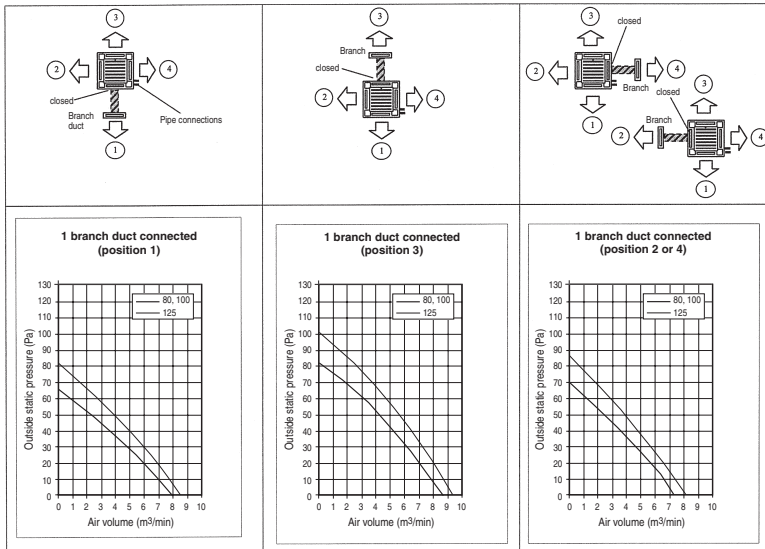 3
2
4
closed
Branch
duct
Pipe connections
1
3
Branch
closed
2
4
1
3
closed
2
4
Branch
1
3
closed
Branch
2
4
1
1 branch duct connected
(position 1)
Outside static pressure (Pa)
130
120
110
100
90
80
70
60
50
40
30
20
10
0
80, 100
125
0 1 2 3 4 5 6 7 8 9 10
Air volume (m³/min)
1 branch duct connected
(position 3)
Outside static pressure (Pa)
130
120
110
100
90
80
70
60
50
40
30
20
10
0
80, 100
125
0 1 2 3 4 5 6 7 8 9 10
Air volume (m³/min)
1 branch duct connected
(position 2 or 4)
Outside static pressure (Pa)
130
120
110
100
90
80
70
60
50
40
30
20
10
0
80, 100
125
0 1 2 3 4 5 6 7 8 9 10
Air volume (m³/min)